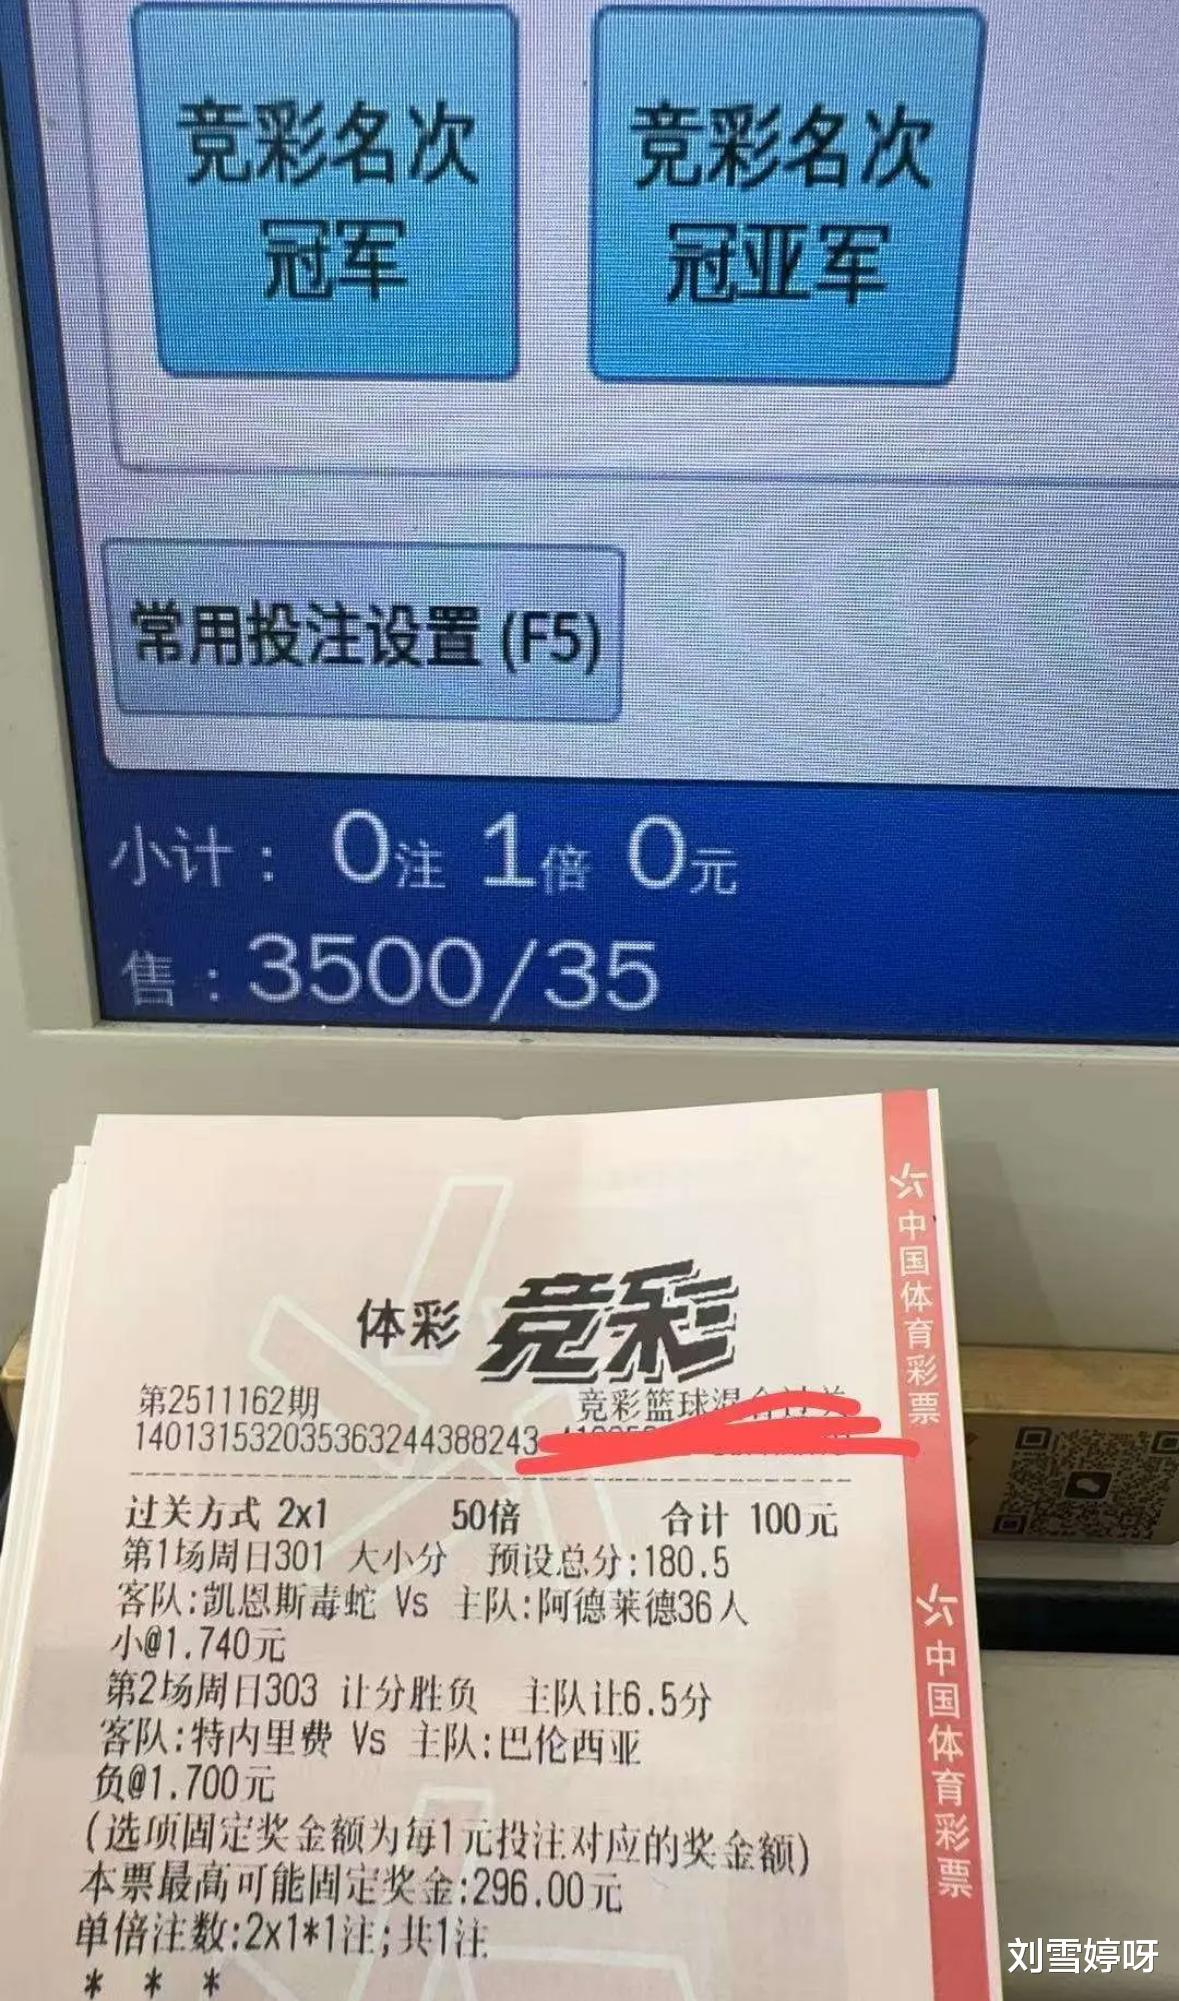 竞彩名次
冠军
竞彩名次
冠亚军
常用投注设置 (F5)
小计： 0注 1倍 0元
售：3500/35
中国体育彩票
体彩 竞彩
第2511162期 竞彩篮球混合过关
140131532035363244388243
过关方式 2x1 50倍 合计 100元
第1场周日301 大小分 预设总分:180.5
客队:凯恩斯毒蛇 Vs 主队:阿德莱德36人
小@1.740元
第2场周日303 让分胜负 主队让6.5分
客队:特内里费 Vs 主队:巴伦西亚
负@1.700元
(选项固定奖金额为每1元投注对应的奖金额)
本票最高可能固定奖金:296.00元
单倍注数:2x1*1注;共1注
* * *
中国体育彩票
刘雪婷呀